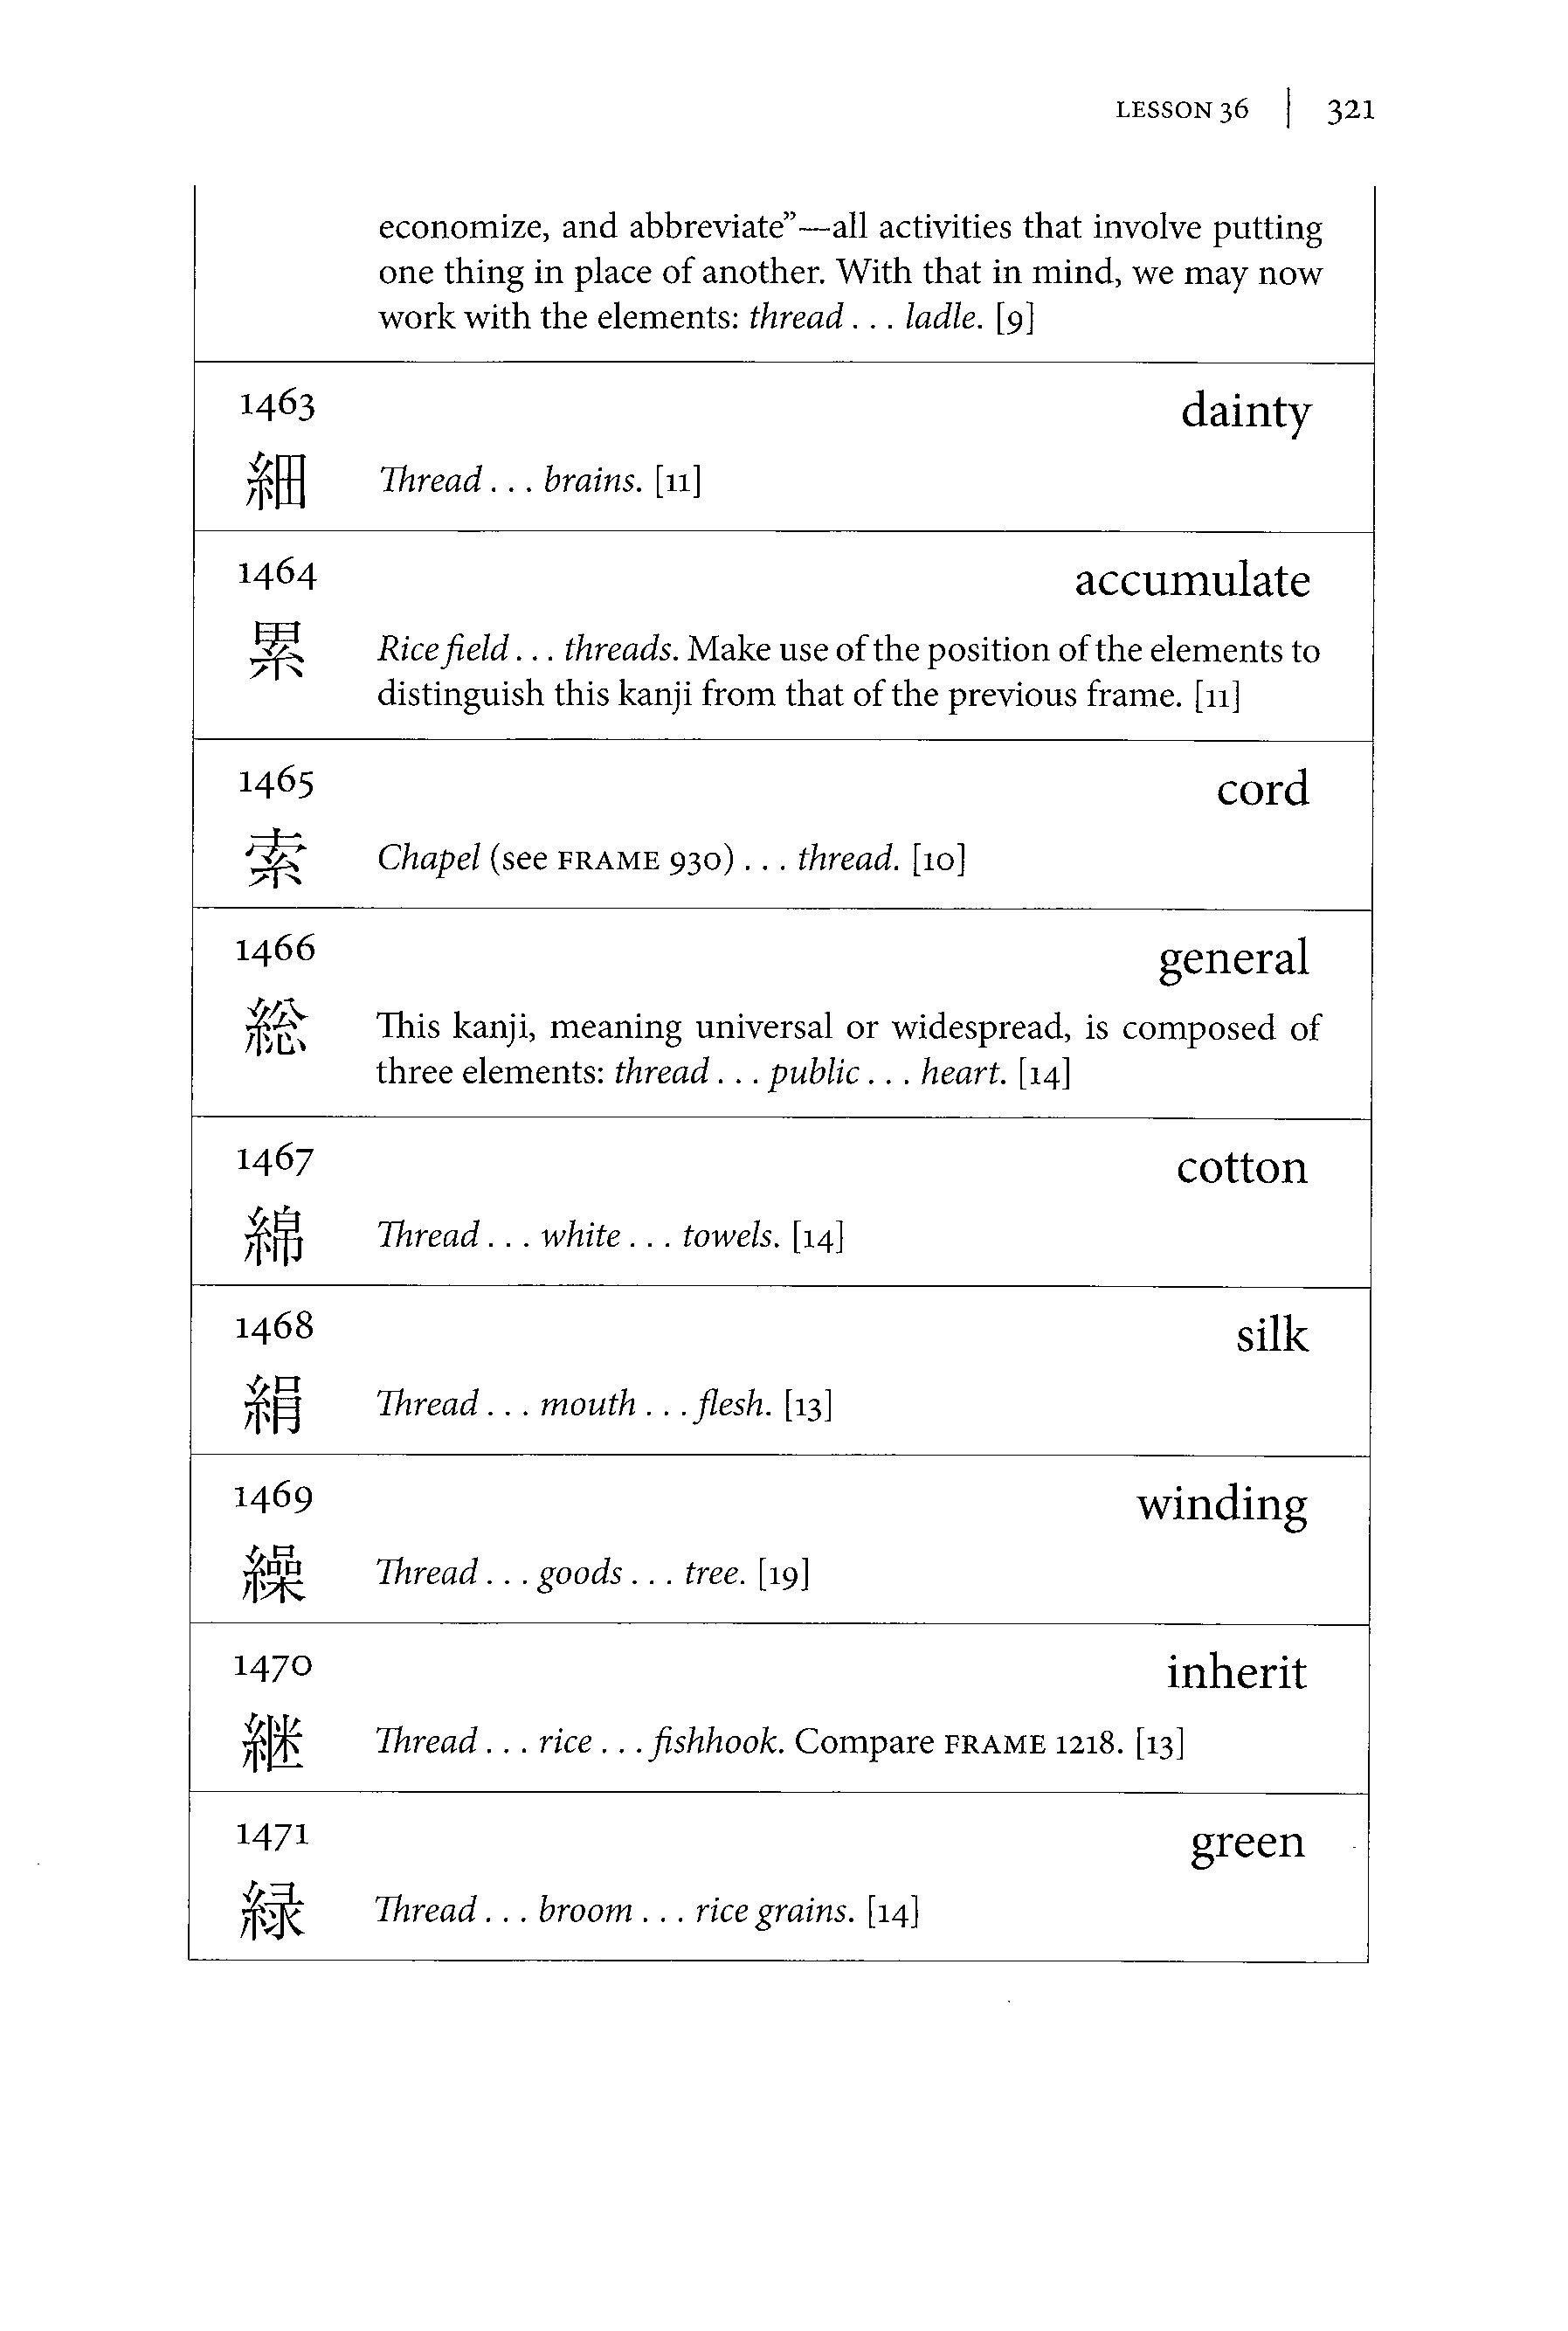 LESSON 36 | 321
economize, and abbreviate”—all activities that involve putting
one thing in place of another. With that in mind, we may now
work with the elements: thread . . . ladle. [9]
1463 dainty
細 Thread . . . brains. [11]
1464 accumulate
累 Rice field . . . threads. Make use of the position of the elements to
distinguish this kanji from that of the previous frame. [11]
1465 cord
索 Chapel (see FRAME 930) . . . thread. [10]
1466 general
総 This kanji, meaning universal or widespread, is composed of
three elements: thread . . . public . . . heart. [14]
1467 cotton
綿 Thread . . . white . . . towels. [14]
1468 silk
絹 Thread . . . mouth . . . flesh. [13]
1469 winding
繰 Thread . . . goods . . . tree. [19]
1470 inherit
継 Thread . . . rice . . . fishhook. Compare FRAME 1218. [13]
1471 green
緑 Thread . . . broom . . . rice grains. [14]